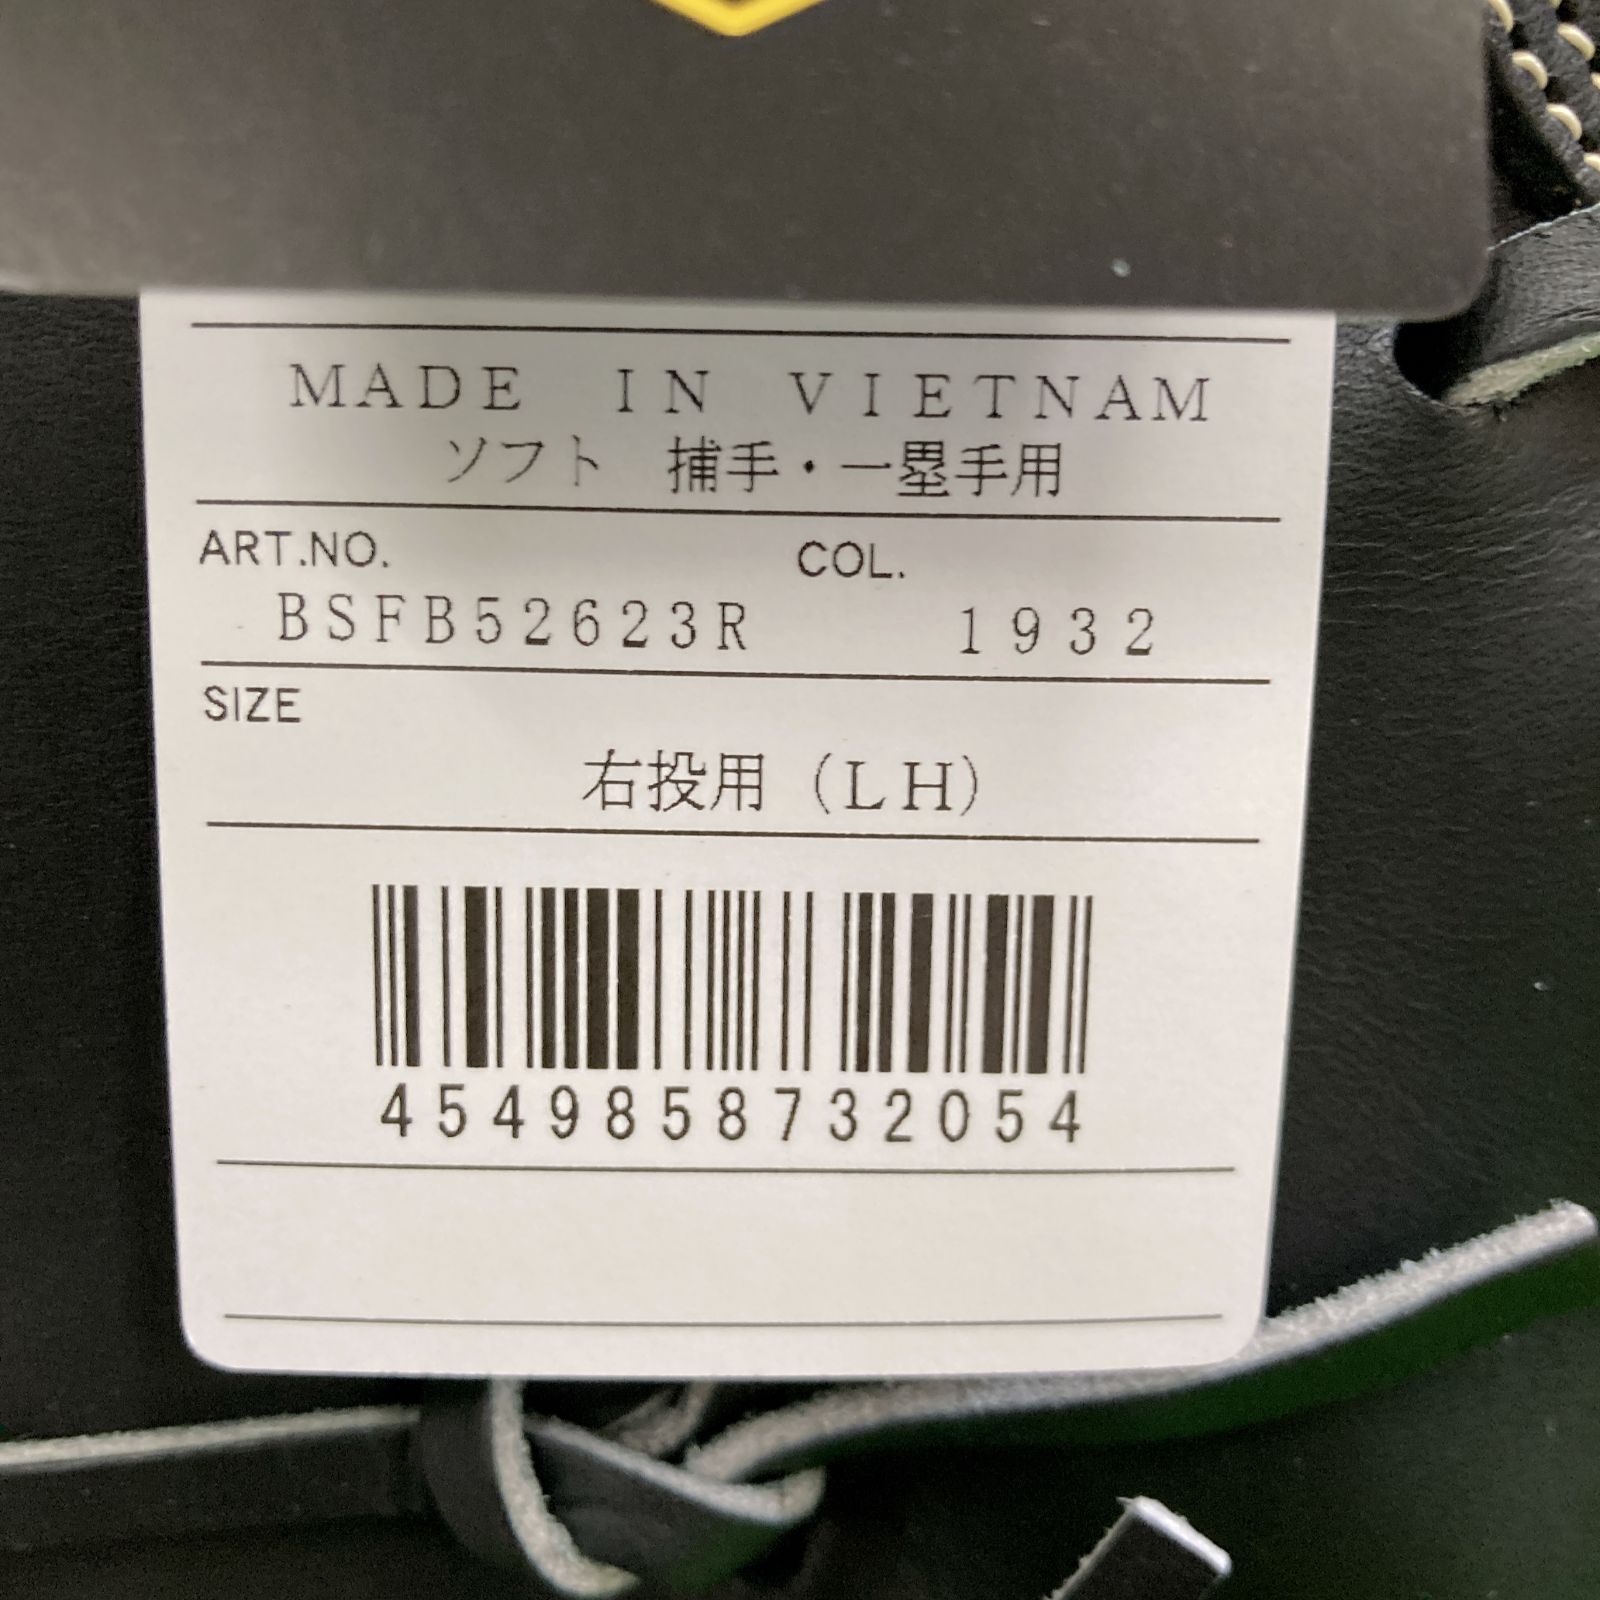 MADE IN VIETNAM
ソフト 捕手・一塁手用
ART.NO. COL.
BSFB52623R 1932
SIZE
右投用（LH）
4549858732054